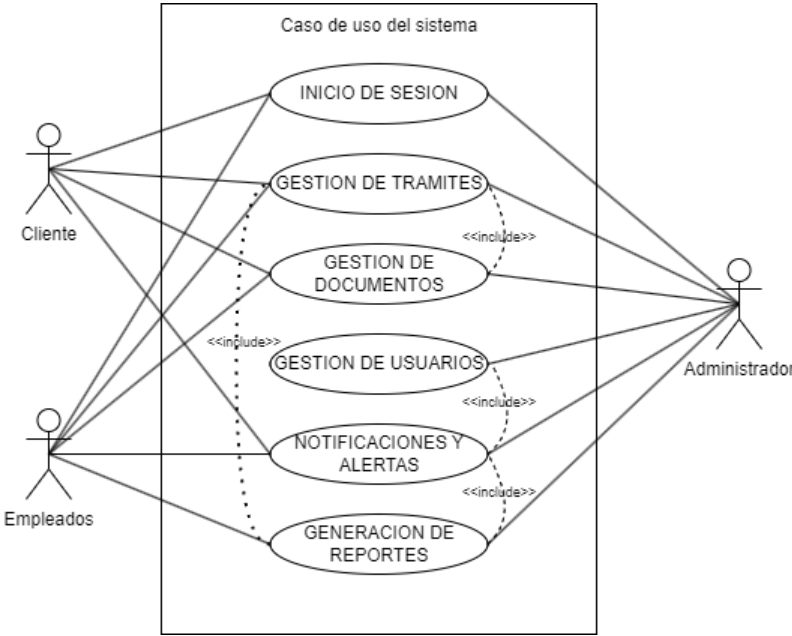 Caso de uso del sistema
INICIO DE SESION
GESTION DE TRAMITES
Cliente
<<include>>
GESTION DE
DOCUMENTOS
<<include>>
GESTION DE USUARIOS
Administrador
<<include>>
NOTIFICACIONES Y
ALERTAS
<<include>>
Empleados
GENERACION DE
REPORTES